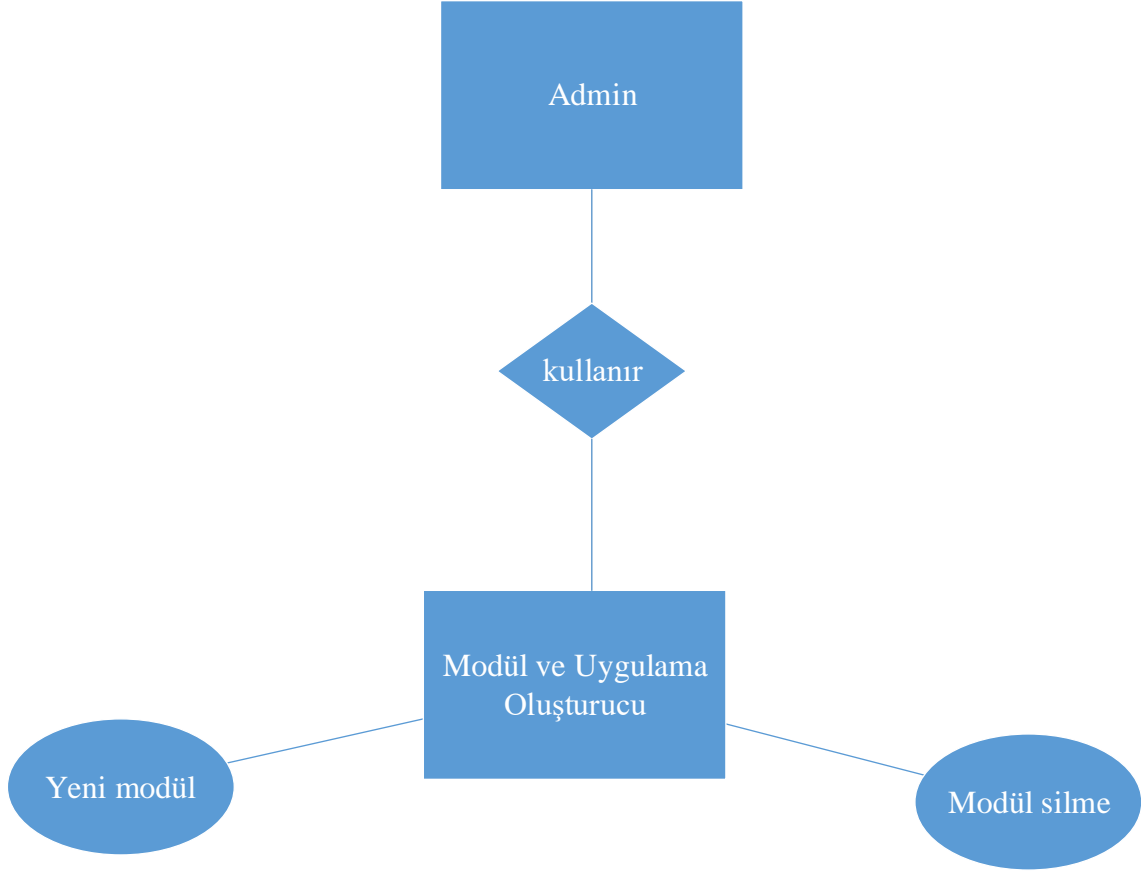 Admin
kullanır
Modül ve Uygulama
Oluşturucu
Yeni modül
Modül silme